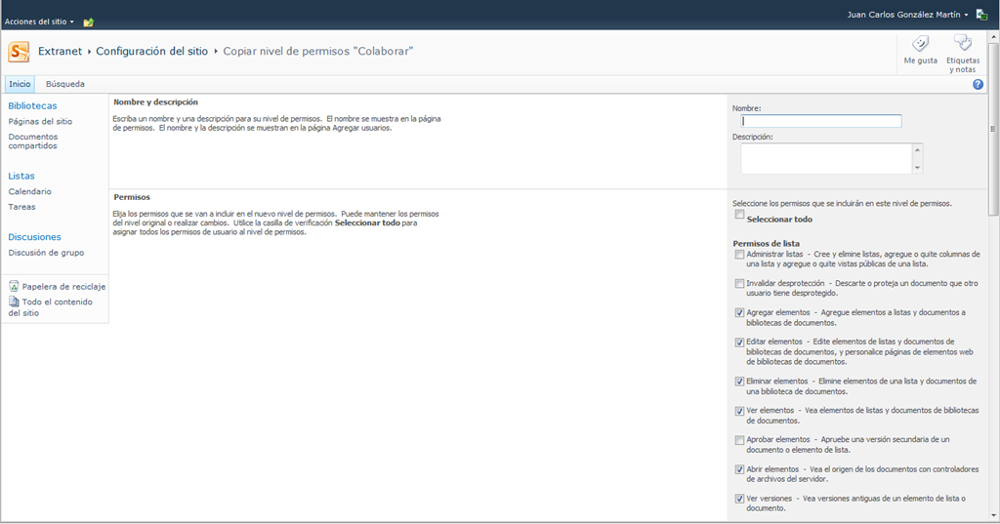 Juan Carlos González Martín
Acciones del sitio
Extranet Configuración del sitio Copiar nivel de permisos "Colaborar"
Me gusta
Etiquetas
y notas
Inicio Búsqueda
Bibliotecas
Páginas del sitio
Documentos
compartidos
Listas
Calendario
Tareas
Discusiones
Discusión de grupo
Papelera de reciclaje
Todo el contenido
del sitio
Nombre y descripción
Escriba un nombre y una descripción para su nivel de permisos. El nombre se muestra en la página
de permisos. El nombre y la descripción se muestran en la página Agregar usuarios.
Nombre:
Descripción:
Permisos
Elija los permisos que se van a incluir en el nuevo nivel de permisos. Puede mantener los permisos
del nivel original o realizar cambios. Utilice la casilla de verificación Seleccionar todo para
asignar todos los permisos de usuario al nivel de permisos.
Seleccione los permisos que se incluirán en este nivel de permisos.
Seleccionar todo
Permisos de lista
Administrar listas - Cree y elimine listas, agregue o quite columnas de
una lista y agregue o quite vistas públicas de una lista.
Invalidar desprotección - Descarte o proteja un documento que otro
usuario tiene desprotegido.
Agregar elementos - Agregue elementos a listas y documentos a
bibliotecas de documentos.
Editar elementos - Edite elementos de listas y documentos de
bibliotecas de documentos, y personalice páginas de elementos web
de bibliotecas de documentos.
Eliminar elementos - Elimine elementos de una lista y documentos de
una biblioteca de documentos.
Ver elementos - Vea elementos de listas y documentos de bibliotecas
de documentos.
Aprobar elementos - Apruebe una versión secundaria de un
documento o elemento de lista.
Abrir elementos - Vea el origen de los documentos con controladores
de archivos del servidor.
Ver versiones - Vea versiones antiguas de un elemento de lista o
documento.